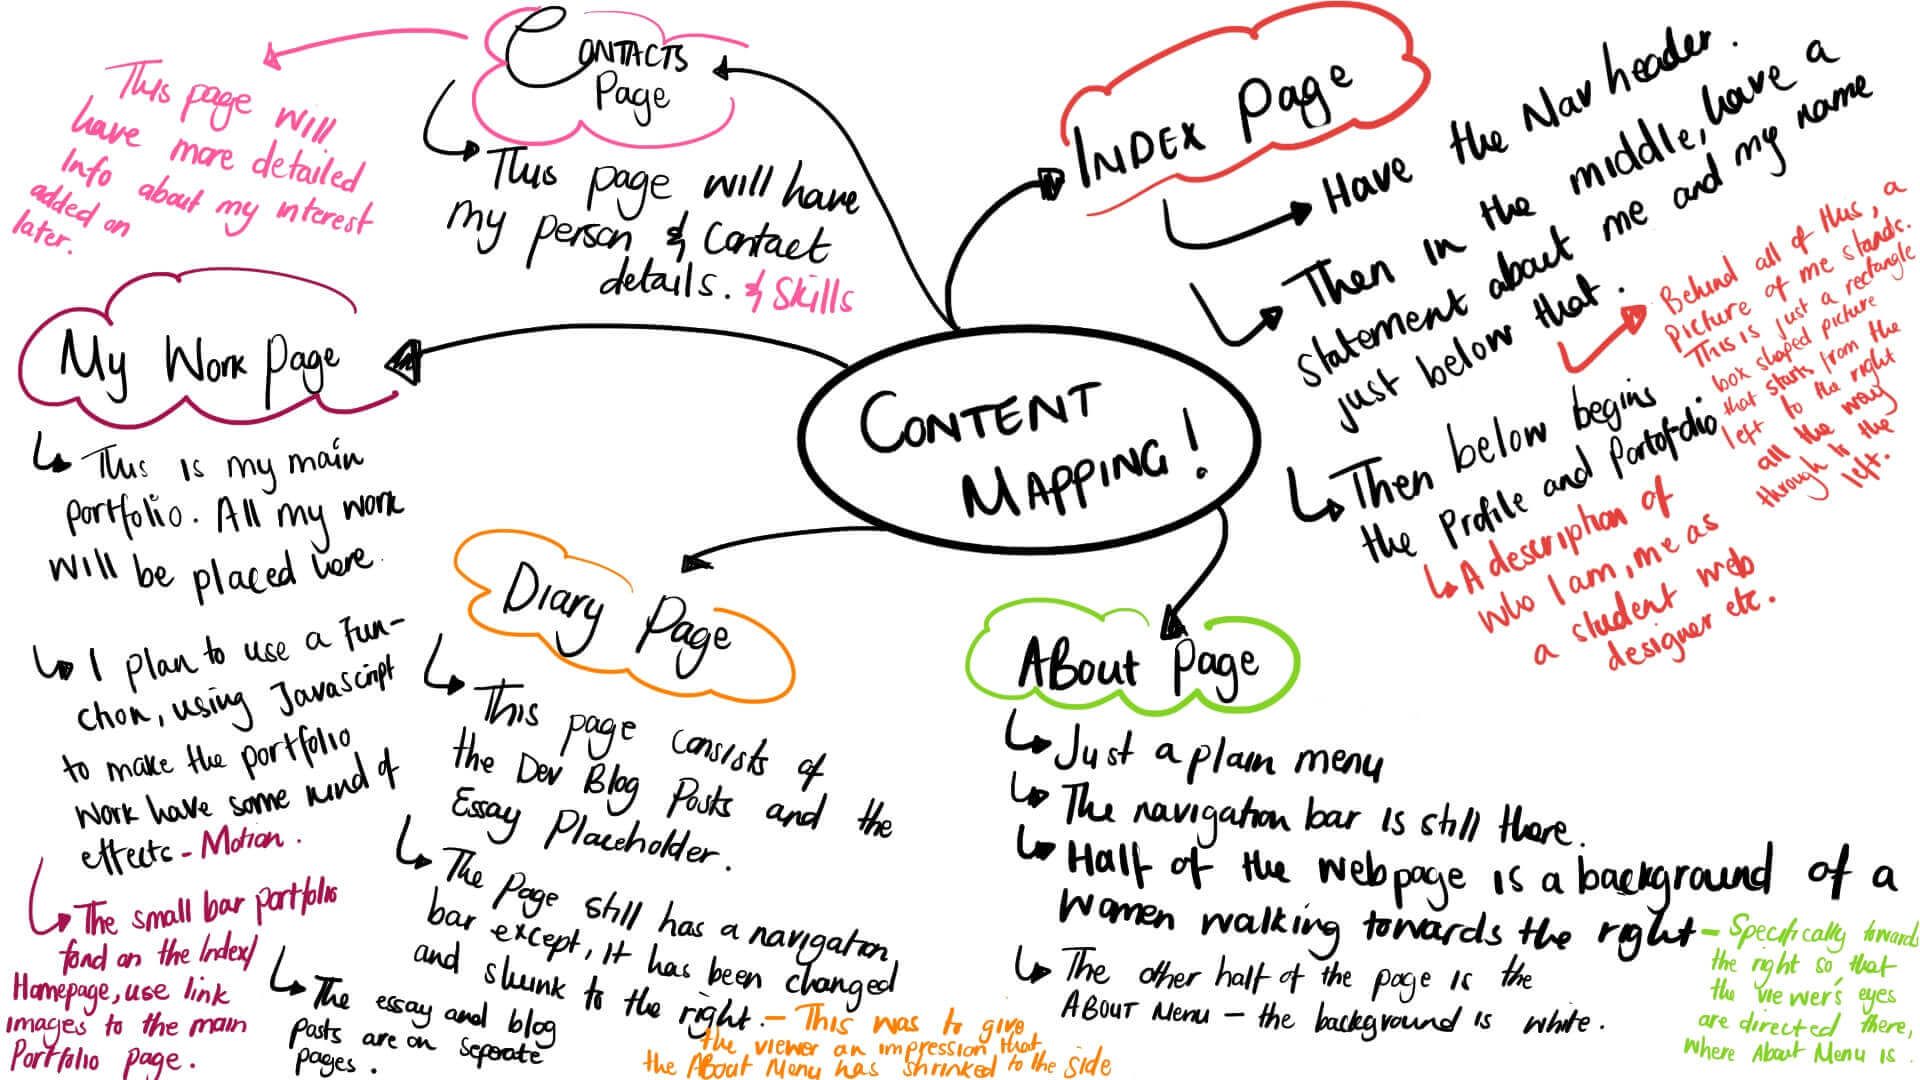 CONTENT
MAPPING!
CONTACTS
Page
This page will have
my person & Contact
details. & Skills
This page will
have more detailed
Info about my interest
added on
later.
INDEX Page
Have the Nav header.
Then in the middle, have a
statement about me and my name
just below that.
Behind all of this, a
picture of me stands.
This is just a rectangle
box shaped picture
that starts from the
left to the right
all the way
through to the
left.
Then below begins
the Profile and Portofolio
A description of
who I am, me as
a student web
designer etc.
My Work Page
This is my main
portfolio. All my work
will be placed here.
I plan to use a Fun-
ction, using Javascript
to make the portfolio
work have some kind of
effects - Motion.
The small bar portfolio
fond on the Index/
Homepage, use link
images to the main
Portfolio page.
Diary Page
This page consists of
the Dev Blog Posts and the
Essay Placeholder.
The Page still has a navigation
bar except, it has been changed
and shunk to the right. - This was to give
the viewer an impression that
the About Menu has shrinked to the side
The essay and blog
posts are on seperate
pages.
ABout Page
Just a plain menu
The navigation bar is still there.
Half of the webpage is a background of a
women walking towards the right - Specifically towards
the right so that
the viewer's eyes
are directed there,
where About Menu is.
The other half of the page is the
ABOUT Menu - the background is white.